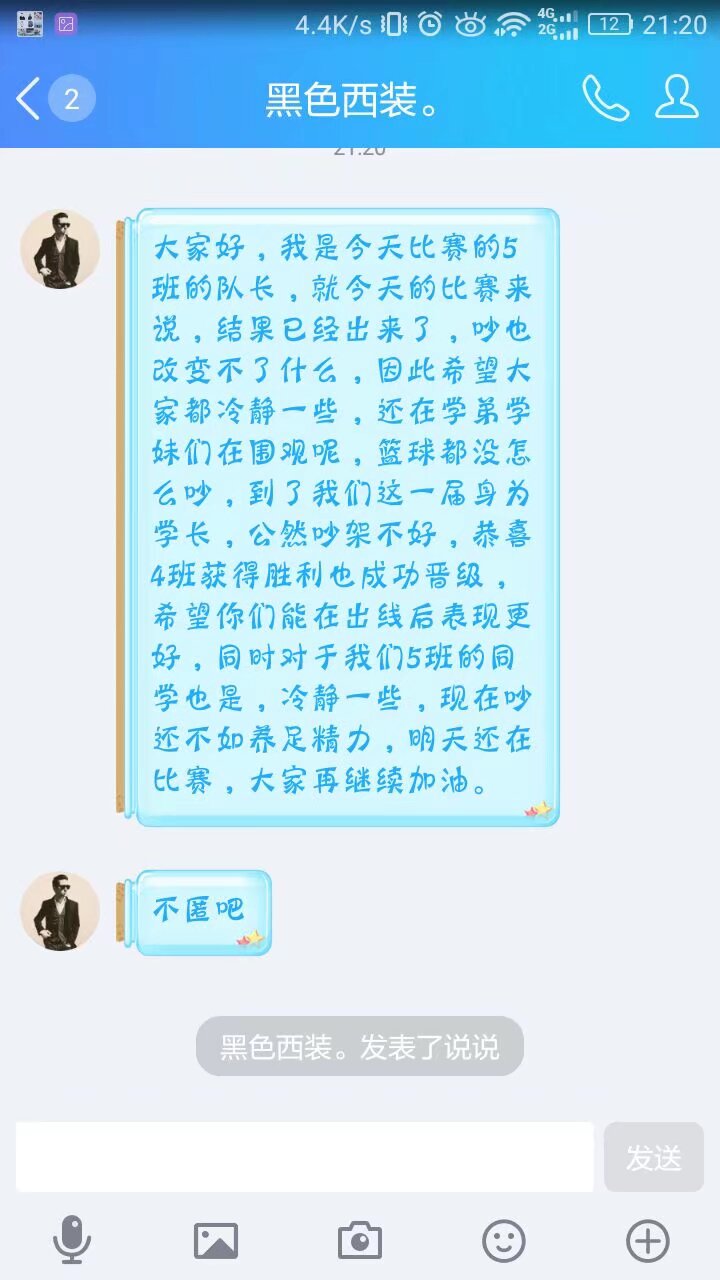 4.4K/s 4G 2G 12 21:20
2 黑色西装。
21:20
大家好，我是今天比赛的5
班的队长，就今天的比赛来
说，结果已经出来了，吵也
改变不了什么，因此希望大
家都冷静一些，还在学弟学
妹们在围观呢，篮球都没怎
么吵，到了我们这一届身为
学长，公然吵架不好，恭喜
4班获得胜利也成功晋级，
希望你们能在出线后表现更
好，同时对于我们5班的同
学也是，冷静一些，现在吵
还不如养足精力，明天还在
比赛，大家再继续加油。
不匿吧
黑色西装。发表了说说
发送